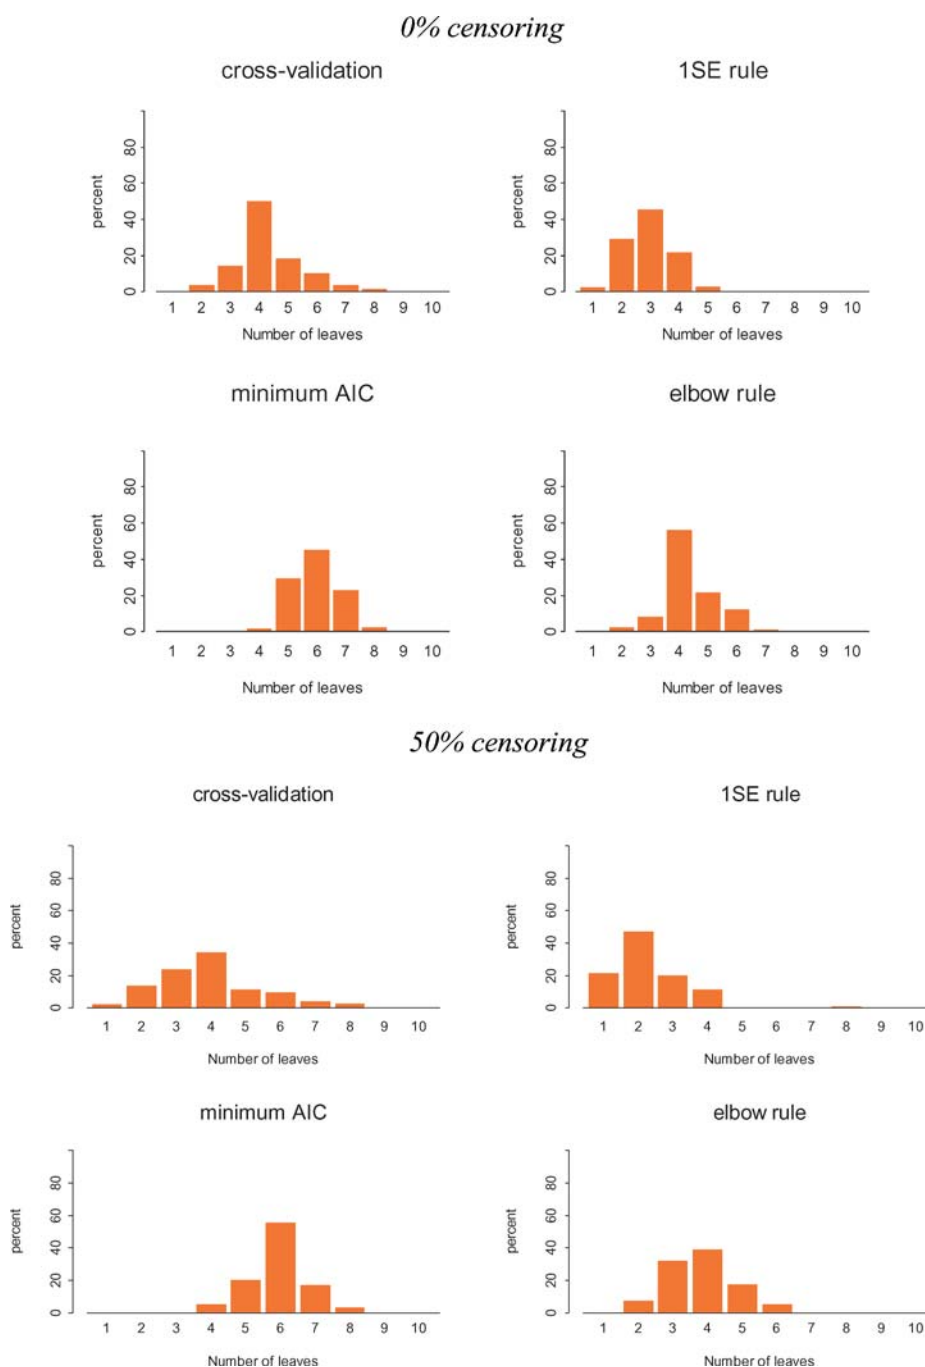 0% censoring
cross-validation
1SE rule
percent
0 20 40 60 80
1 2 3 4 5 6 7 8 9 10
Number of leaves
percent
0 20 40 60 80
1 2 3 4 5 6 7 8 9 10
Number of leaves
minimum AIC
elbow rule
percent
0 20 40 60 80
1 2 3 4 5 6 7 8 9 10
Number of leaves
percent
0 20 40 60 80
1 2 3 4 5 6 7 8 9 10
Number of leaves
50% censoring
cross-validation
1SE rule
percent
0 20 40 60 80
1 2 3 4 5 6 7 8 9 10
Number of leaves
percent
0 20 40 60 80
1 2 3 4 5 6 7 8 9 10
Number of leaves
minimum AIC
elbow rule
percent
0 20 40 60 80
1 2 3 4 5 6 7 8 9 10
Number of leaves
percent
0 20 40 60 80
1 2 3 4 5 6 7 8 9 10
Number of leaves